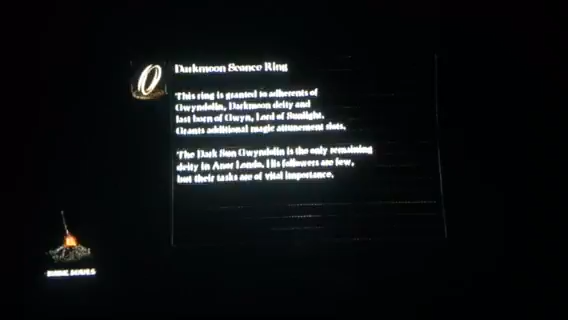 Darkmoon Seance Ring
This ring is granted to adherents of
Gwyndolin, Darkmoon deity and
last born of Gwyn, Lord of Sunlight.
Grants additional magic attunement slots.
The Dark Sun Gwyndolin is the only remaining
deity in Anor Londo. His followers are few,
but their tasks are of vital importance.
DARK SOULS